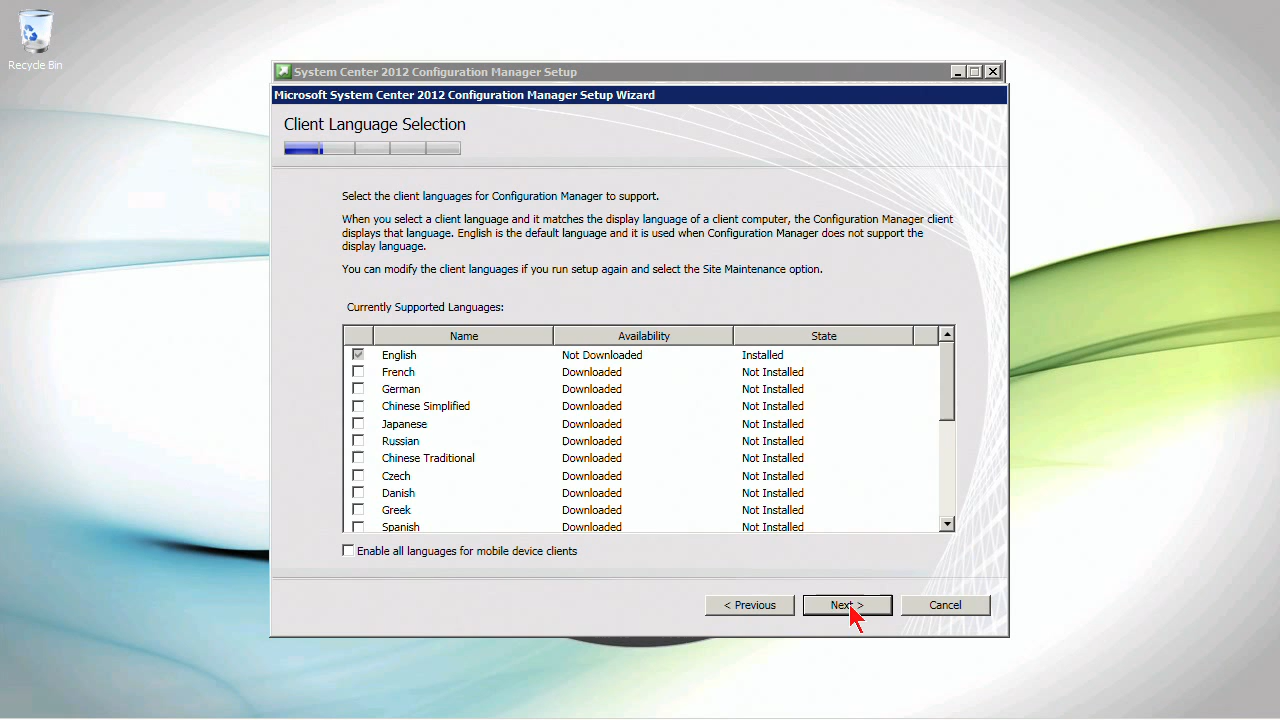 Recycle Bin
System Center 2012 Configuration Manager Setup
Microsoft System Center 2012 Configuration Manager Setup Wizard
Client Language Selection
Select the client languages for Configuration Manager to support.
When you select a client language and it matches the display language of a client computer, the Configuration Manager client
displays that language. English is the default language and it is used when Configuration Manager does not support the
display language.
You can modify the client languages if you run setup again and select the Site Maintenance option.
Currently Supported Languages:
Name Availability State
English Not Downloaded Installed
French Downloaded Not Installed
German Downloaded Not Installed
Chinese Simplified Downloaded Not Installed
Japanese Downloaded Not Installed
Russian Downloaded Not Installed
Chinese Traditional Downloaded Not Installed
Czech Downloaded Not Installed
Danish Downloaded Not Installed
Greek Downloaded Not Installed
Spanish Downloaded Not Installed
Enable all languages for mobile device clients
< Previous Next > Cancel